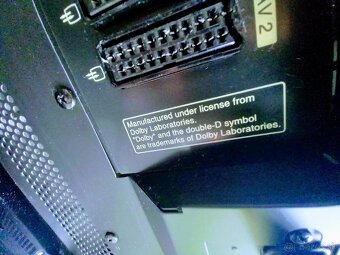 AV 2
Manufactured under license from
Dolby Laboratories.
"Dolby" and the double-D symbol
are trademarks of Dolby Laboratories.